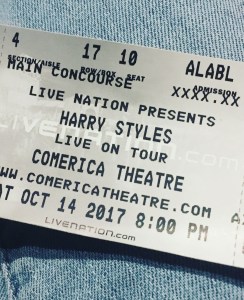 4 17 10 ALABL
SECTION/AISLE ROW/BOX SEAT ADMISSION
MAIN CONCOURSE XXX.XX
LIVE NATION PRESENTS
HARRY STYLES
LIVE ON TOUR
COMERICA THEATRE
WWW.COMERICATHEATRE.COM
AT OCT 14 2017 8:00 PM
LIVENATION.com